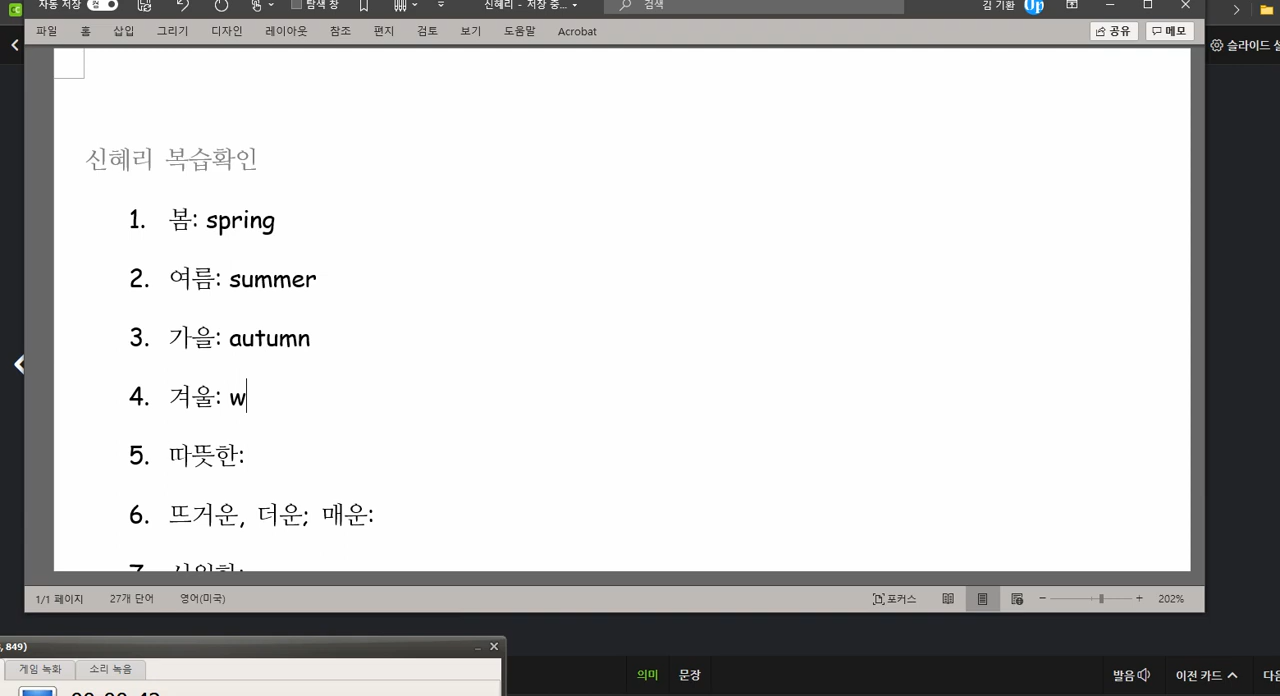 자동 저장 켬 탐색 창 신혜리 - 저장 중... 검색 김 기환 Up
파일 홈 삽입 그리기 디자인 레이아웃 참조 편지 검토 보기 도움말 Acrobat 공유 메모
슬라이드
신혜리 복습확인
1. 봄: spring
2. 여름: summer
3. 가을: autumn
4. 겨울: w
5. 따뜻한:
6. 뜨거운, 더운; 매운:
7. 시원한:
1/1 페이지 27개 단어 영어(미국) 포커스 202%
849)
게임 녹화 소리 녹음
의미 문장 발음 이전 카드